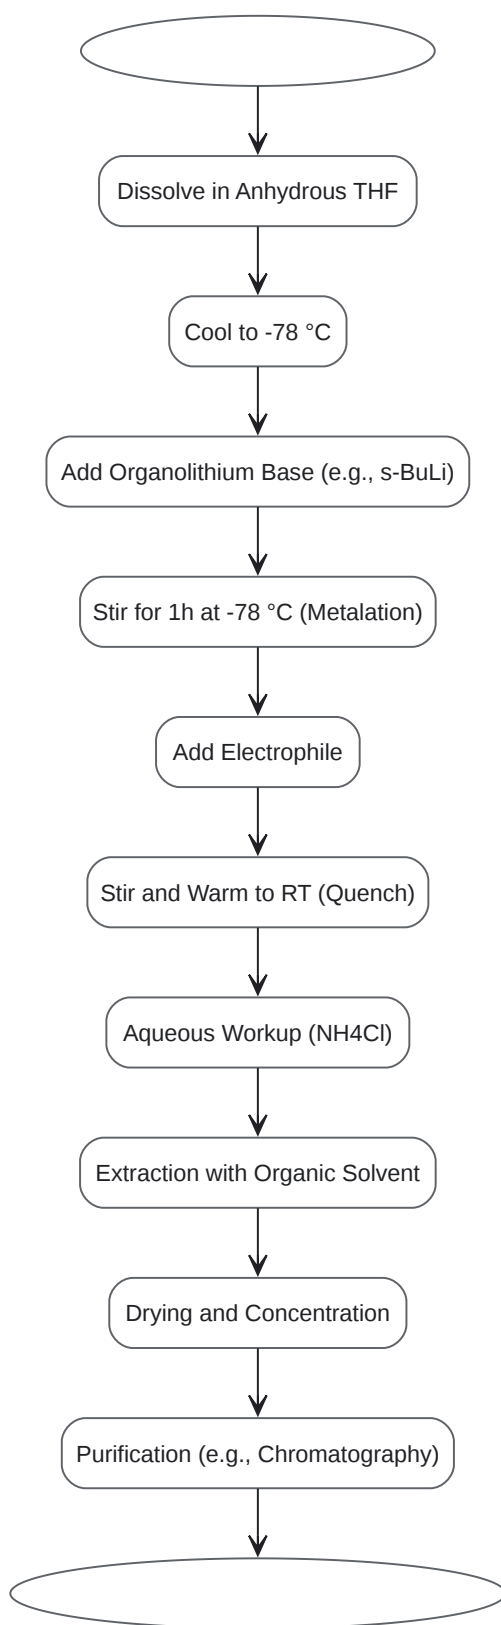 Dissolve in Anhydrous THF
Cool to -78 °C
Add Organolithium Base (e.g., s-BuLi)
Stir for 1h at -78 °C (Metalation)
Add Electrophile
Stir and Warm to RT (Quench)
Aqueous Workup (NH4Cl)
Extraction with Organic Solvent
Drying and Concentration
Purification (e.g., Chromatography)